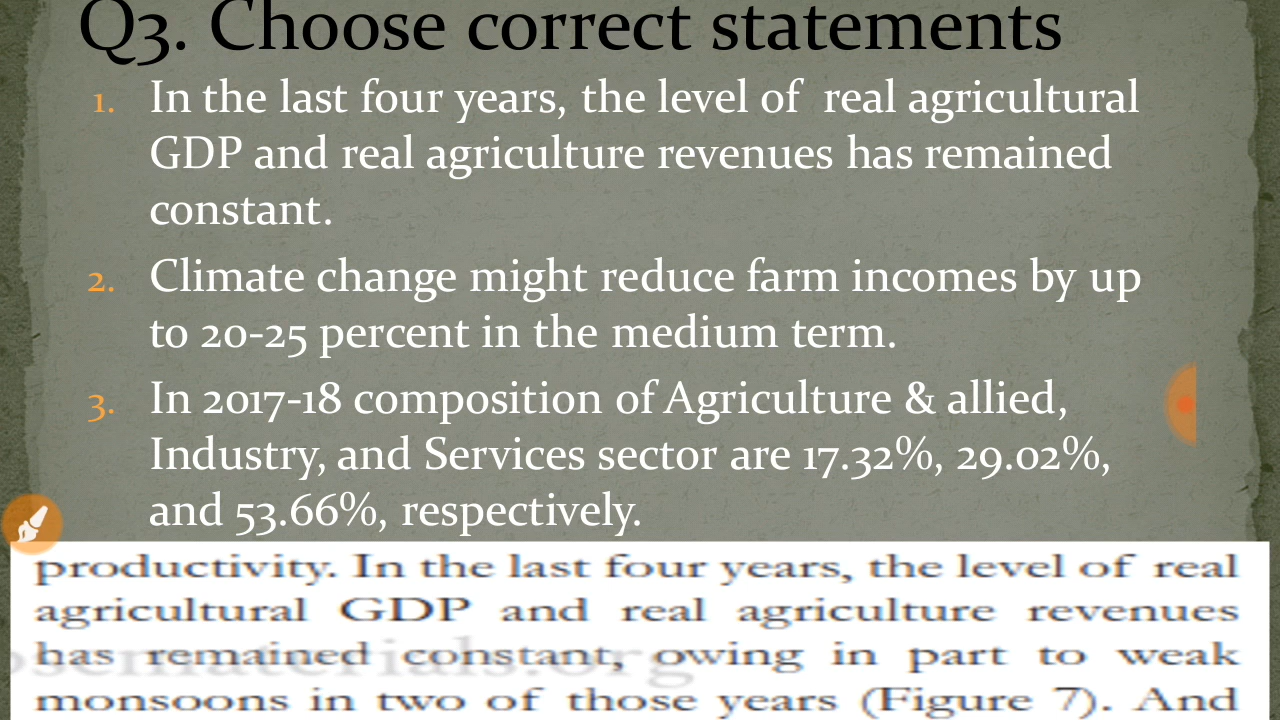 Q3. Choose correct statements
1. In the last four years, the level of real agricultural
GDP and real agriculture revenues has remained
constant.
2. Climate change might reduce farm incomes by up
to 20-25 percent in the medium term.
3. In 2017-18 composition of Agriculture & allied,
Industry, and Services sector are 17.32%, 29.02%,
and 53.66%, respectively.
productivity. In the last four years, the level of real
agricultural GDP and real agriculture revenues
has remained constant, owing in part to weak
monsoons in two of those years (Figure 7). And
osematerials.org